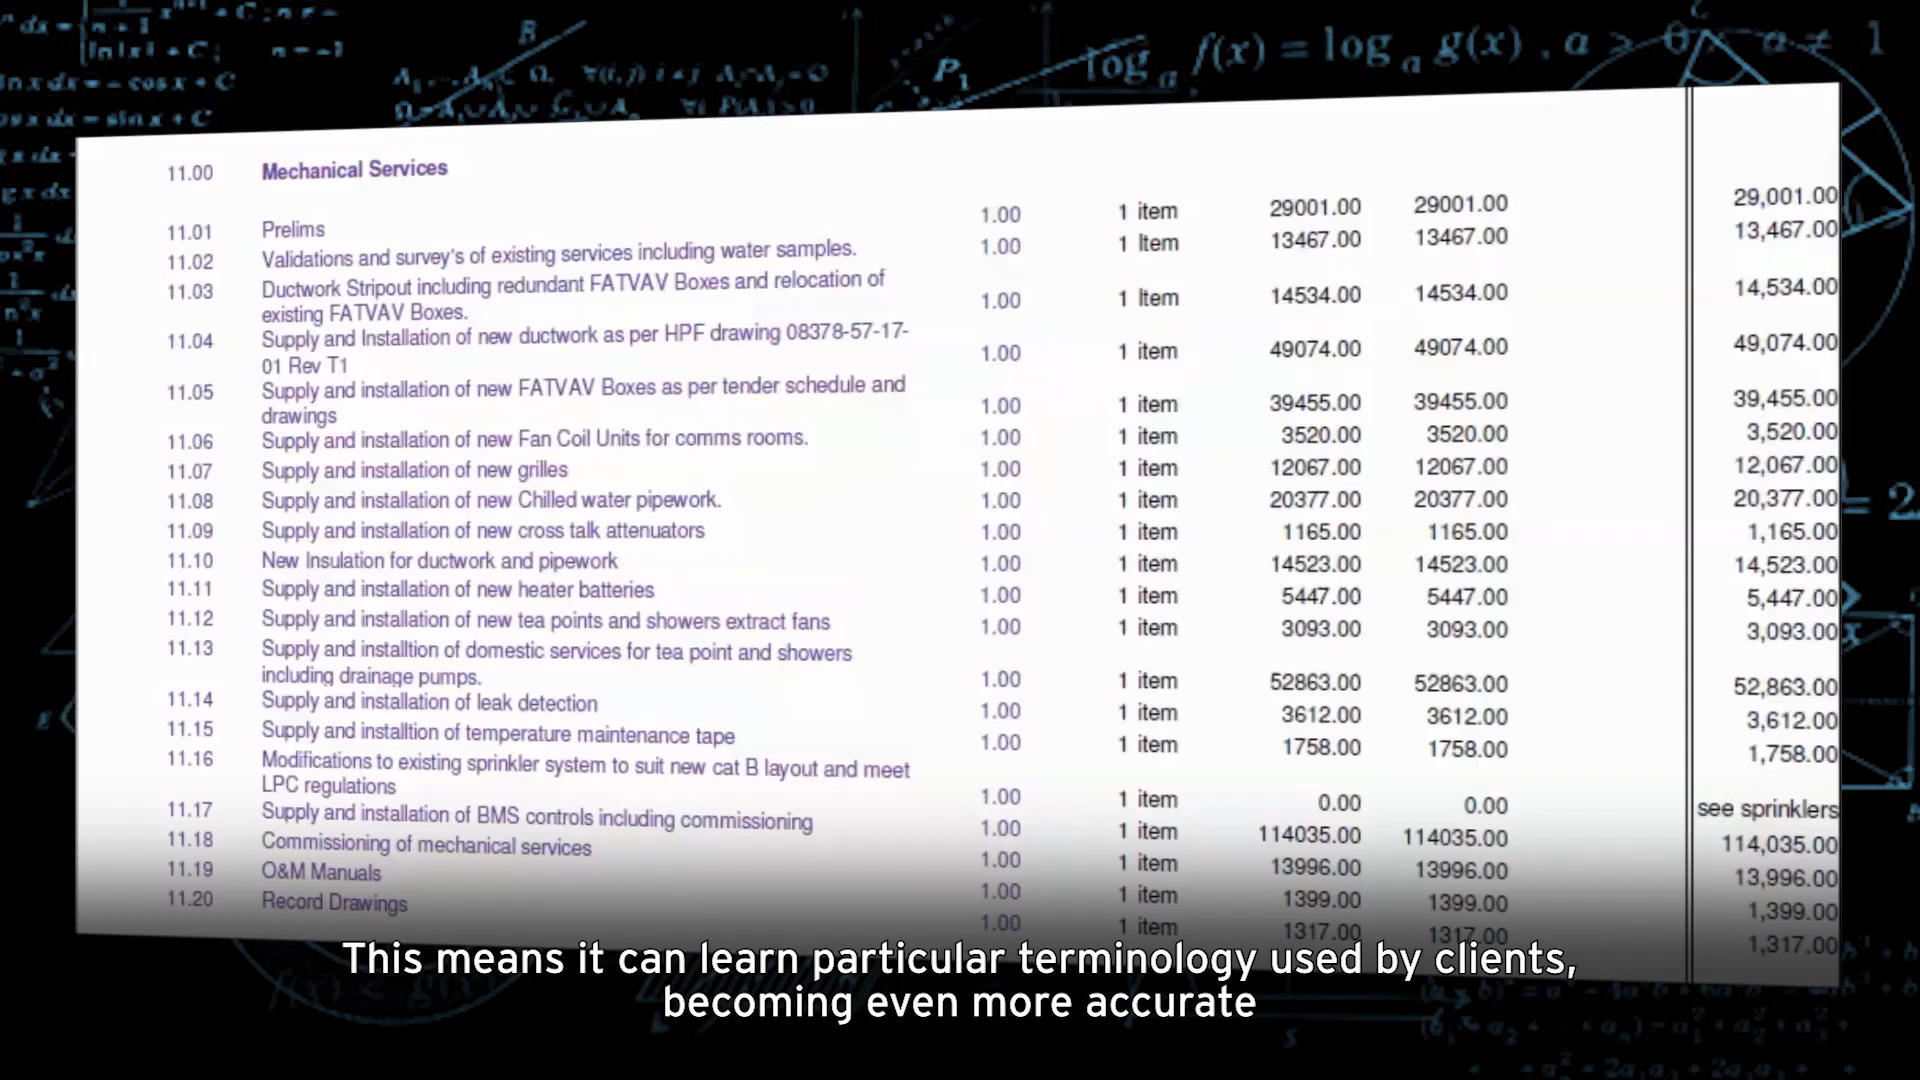 f(x) = log a g(x) , a > 0 a ≠ 1
P1
11.00 Mechanical Services
11.01 Prelims 1.00 1 item 29001.00 29001.00 29,001.00
11.02 Validations and survey's of existing services including water samples. 1.00 1 Item 13467.00 13467.00 13,467.00
11.03 Ductwork Stripout including redundant FATVAV Boxes and relocation of
existing FATVAV Boxes. 1.00 1 Item 14534.00 14534.00 14,534.00
11.04 Supply and Installation of new ductwork as per HPF drawing 08378-57-17-
01 Rev T1 1.00 1 item 49074.00 49074.00 49,074.00
11.05 Supply and installation of new FATVAV Boxes as per tender schedule and
drawings 1.00 1 item 39455.00 39455.00 39,455.00
11.06 Supply and installation of new Fan Coil Units for comms rooms. 1.00 1 item 3520.00 3520.00 3,520.00
11.07 Supply and installation of new grilles 1.00 1 item 12067.00 12067.00 12,067.00
11.08 Supply and installation of new Chilled water pipework. 1.00 1 item 20377.00 20377.00 20,377.00
11.09 Supply and installation of new cross talk attenuators 1.00 1 item 1165.00 1165.00 1,165.00
11.10 New Insulation for ductwork and pipework 1.00 1 item 14523.00 14523.00 14,523.00
11.11 Supply and installation of new heater batteries 1.00 1 item 5447.00 5447.00 5,447.00
11.12 Supply and installation of new tea points and showers extract fans 1.00 1 item 3093.00 3093.00 3,093.00
11.13 Supply and installtion of domestic services for tea point and showers
including drainage pumps. 1.00 1 item 52863.00 52863.00 52,863.00
11.14 Supply and installation of leak detection 1.00 1 item 3612.00 3612.00 3,612.00
11.15 Supply and installtion of temperature maintenance tape 1.00 1 item 1758.00 1758.00 1,758.00
11.16 Modifications to existing sprinkler system to suit new cat B layout and meet
LPC regulations 1.00 1 item 0.00 0.00 see sprinklers
11.17 Supply and installation of BMS controls including commissioning 1.00 1 item 114035.00 114035.00 114,035.00
11.18 Commissioning of mechanical services 1.00 1 item 13996.00 13996.00 13,996.00
11.19 O&M Manuals 1.00 1 item 1399.00 1399.00 1,399.00
11.20 Record Drawings 1.00 1 item 1317.00 1317.00 1,317.00
This means it can learn particular terminology used by clients,
becoming even more accurate